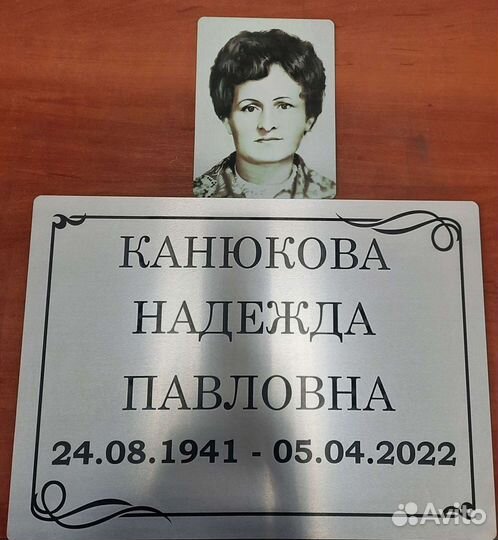 КАНЮКОВА
НАДЕЖДА
ПАВЛОВНА
24.08.1941 - 05.04.2022
Avito